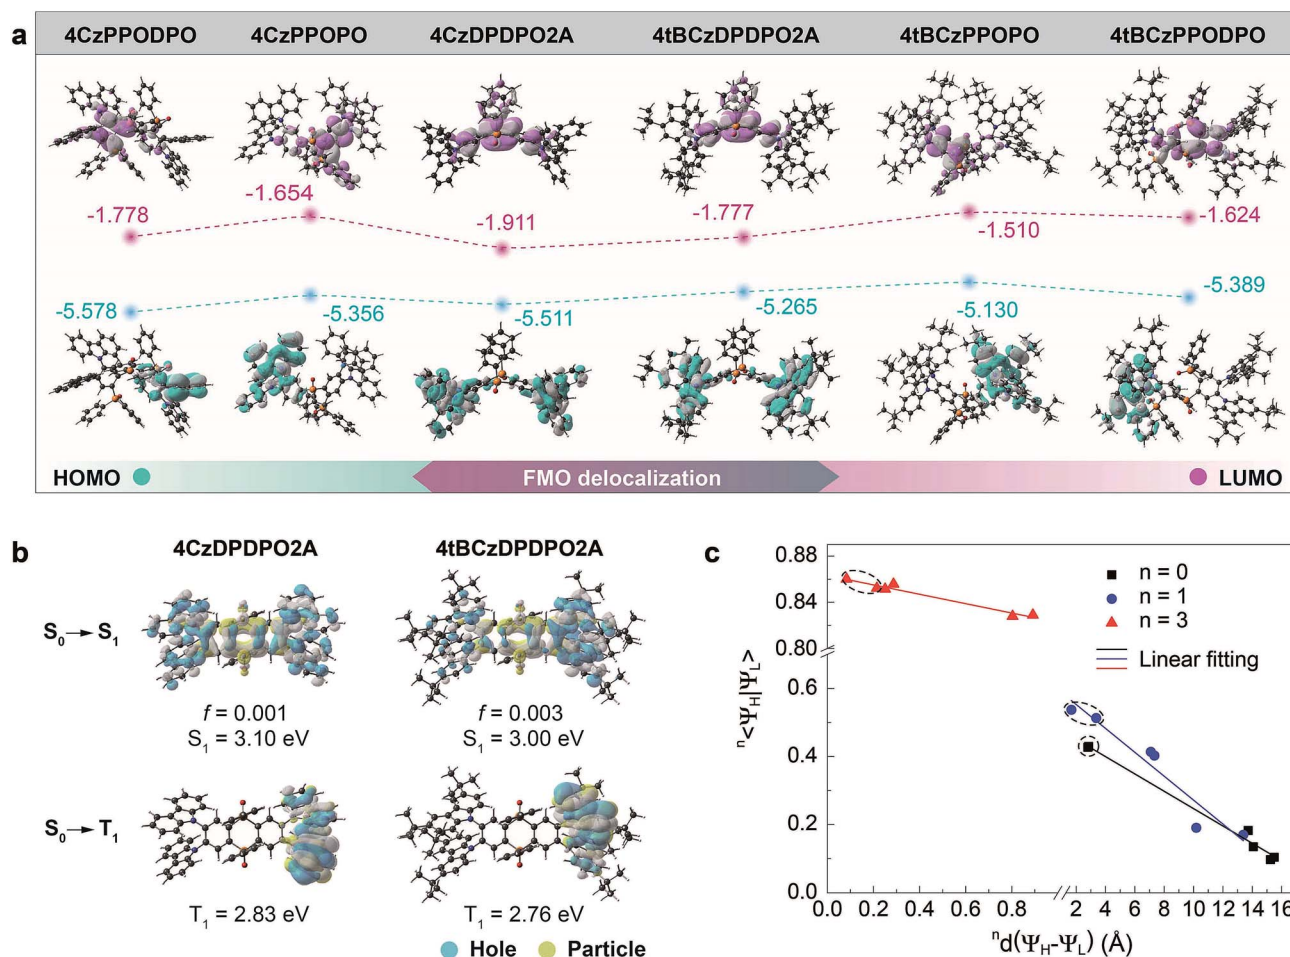 a
4CzPPODPO 4CzPPOPO 4CzDPDPO2A 4tBCzDPDPO2A 4tBCzPPOPO 4tBCzPPODPO
-1.778 -1.654 -1.911 -1.777 -1.510 -1.624
-5.578 -5.356 -5.511 -5.265 -5.130 -5.389
HOMO FMO delocalization LUMO
b
4CzDPDPO2A 4tBCzDPDPO2A
S₀→S₁
f = 0.001 f = 0.003
S₁ = 3.10 eV S₁ = 3.00 eV
S₀→T₁
T₁ = 2.83 eV T₁ = 2.76 eV
Hole Particle
c
ⁿ<Ψ_H|Ψ_L>
0.88
0.84
0.80
0.6
0.4
0.2
0.0
n = 0
n = 1
n = 3
Linear fitting
0.0 0.2 0.4 0.6 0.8 2 4 6 8 10 12 14 16
ⁿd(Ψ_H-Ψ_L) (Å)